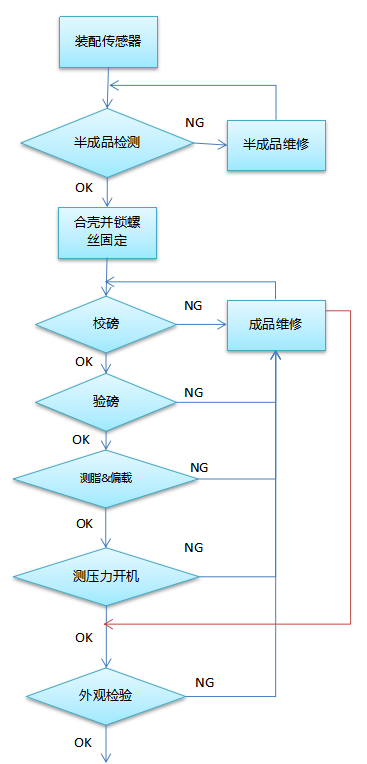 装配传感器
NG
半成品检测
半成品维修
OK
合壳并锁螺
丝固定
NG
校磅
成品维修
OK
验磅
NG
OK
测脂&偏载
NG
OK
测压力开机
NG
OK
外观检验
NG
OK